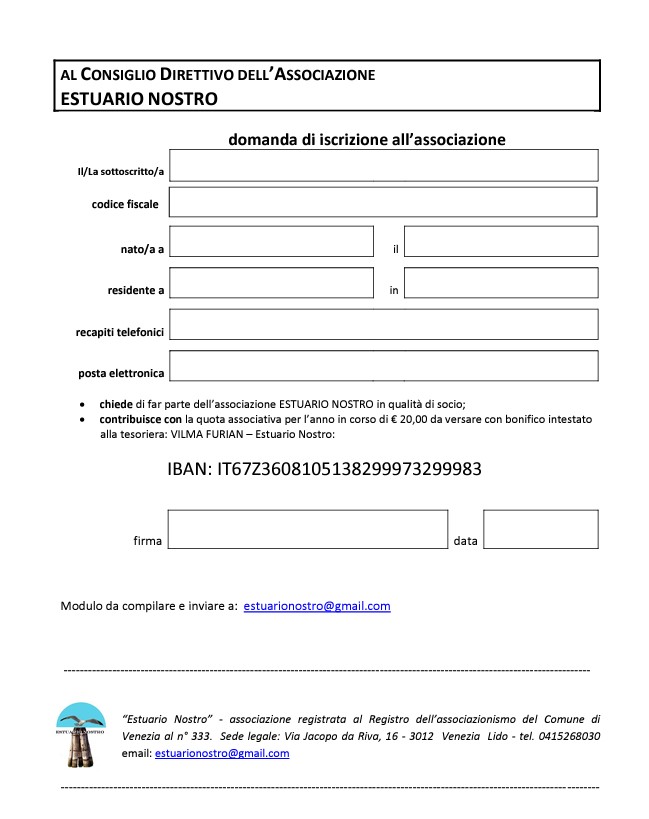 AL CONSIGLIO DIRETTIVO DELL'ASSOCIAZIONE
ESTUARIO NOSTRO
domanda di iscrizione all'associazione
Il/La sottoscritto/a
codice fiscale
nato/a a il
residente a in
recapiti telefonici
posta elettronica
• chiede di far parte dell'associazione ESTUARIO NOSTRO in qualità di socio;
• contribuisce con la quota associativa per l'anno in corso di € 20,00 da versare con bonifico intestato
alla tesoriera: VILMA FURIAN – Estuario Nostro:
IBAN: IT67Z3608105138299973299983
firma data
Modulo da compilare e inviare a: estuarionostro@gmail.com
ESTUARIO NOSTRO
"Estuario Nostro" - associazione registrata al Registro dell'associazionismo del Comune di
Venezia al n° 333. Sede legale: Via Jacopo da Riva, 16 - 3012 Venezia Lido - tel. 0415268030
email: estuarionostro@gmail.com